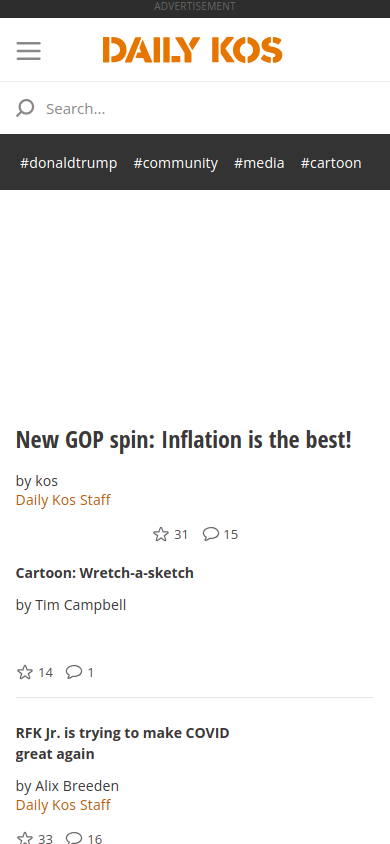 ADVERTISEMENT
DAILY KOS
Search...
#donaldtrump #community #media #cartoon
New GOP spin: Inflation is the best!
by kos
Daily Kos Staff
31 15
Cartoon: Wretch-a-sketch
by Tim Campbell
14 1
RFK Jr. is trying to make COVID
great again
by Alix Breeden
Daily Kos Staff
33 16